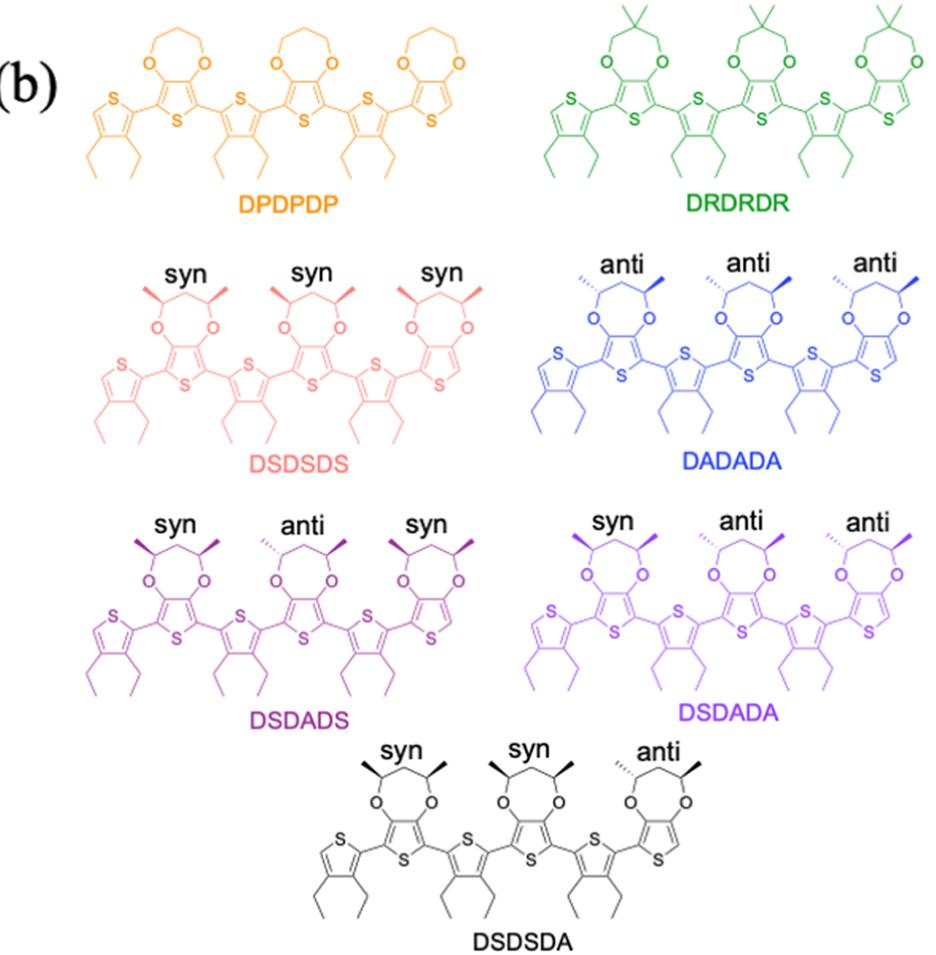 (b)
O O O O O O
S S S
S S S
DPDPDP
O O O O O O
S S S
S S S
DRDRDR
syn syn syn
O O O O O O
S S S
S S S
DSDSDS
anti anti anti
O O O O O O
S S S
S S S
DADADA
syn anti syn
O O O O O O
S S S
S S S
DSDADS
syn anti anti
O O O O O O
S S S
S S S
DSDADA
syn syn anti
O O O O O O
S S S
S S S
DSDSDA